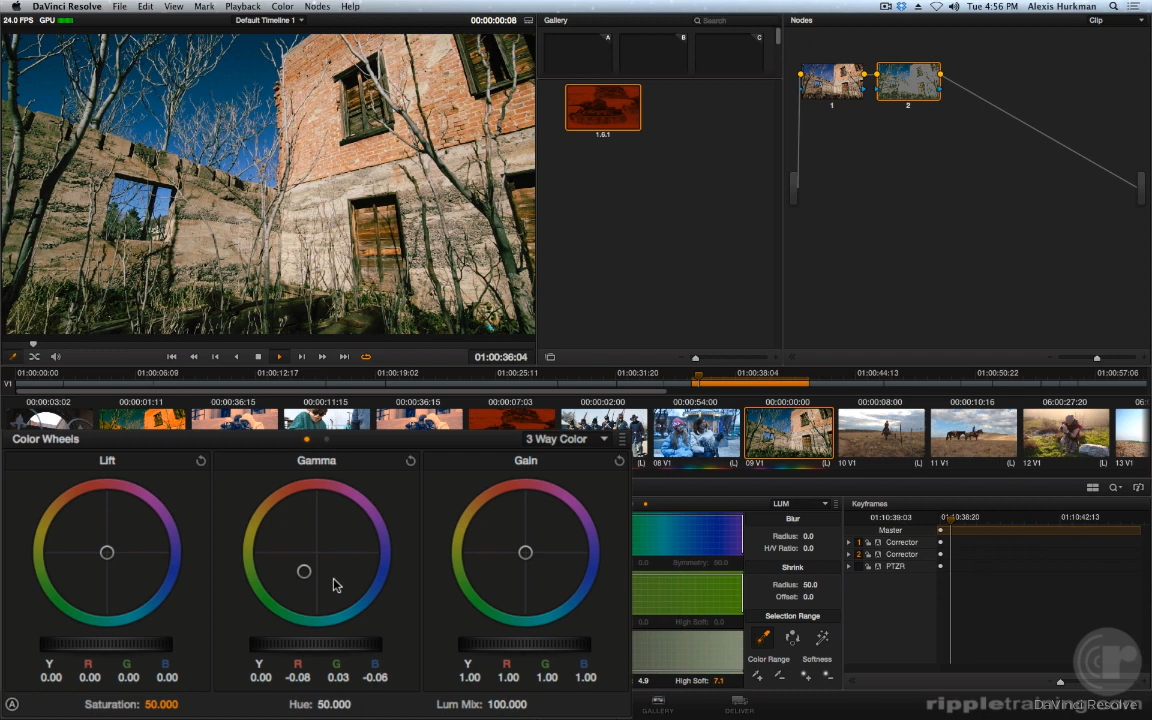 DaVinci Resolve File Edit View Mark Playback Color Nodes Help Tue 4:56 PM Alexis Hurkman
24.0 FPS GPU Default Timeline 1 00:00:00:08 Gallery Search Nodes Clip
A B C
1 2
1.6.1
01:00:36:04
01:00:00:00 01:00:06:09 01:00:12:17 01:00:25:11 01:00:31:20 01:00:38:04 01:00:44:13 01:00:50:22 01:00:57:06
V1
00:00:03:02 00:00:01:11 00:00:36:15 00:00:11:15 00:00:36:15 00:00:07:03 00:00:02:00 00:00:54:00 00:00:00:00 00:00:08:00 00:00:10:16 00:06:27:20
Color Wheels 3 Way Color
(L) 08 V1 (L) 09 V1 (L) 10 V1 (L) 11 V1 (L) 12 V1 (L) 13 V1
Lift Gamma Gain
LUM Keyframes
Blur 01:10:39:03 01:10:38:20 01:10:42:13
Radius: 0.0 Master
H/V Ratio: 0.0 1 Corrector
0.0 Symmetry: 50.0 2 Corrector
Shrink PTZR
Radius: 50.0
Offset: 0.0
0.0 High Soft: 0.0 Selection Range
Color Range Softness
4.9 High Soft: 7.1
Y R G B Y R G B Y R G B
0.00 0.00 0.00 0.00 0.00 -0.08 0.03 -0.06 1.00 1.00 1.00 1.00
A Saturation: 50.000 Hue: 50.000 Lum Mix: 100.000
GALLERY DELIVER
rippletraining
DaVinci Resolve